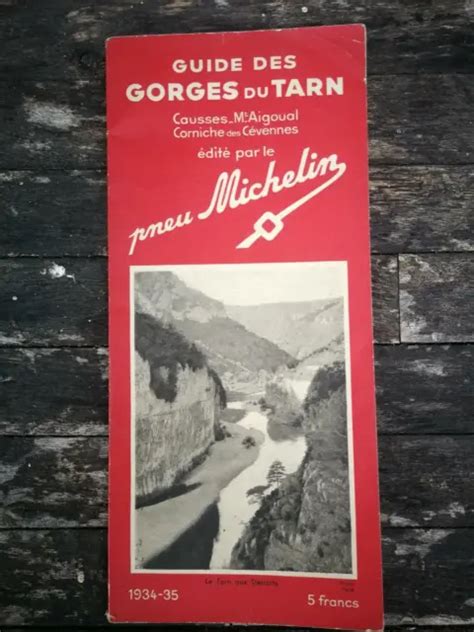 GUIDE DES
GORGES DU TARN
Causses_Mt Aigoual
Corniche des Cévennes
édité par le
pneu Michelin
Le Tarn aux Détroits
1934-35
5 francs